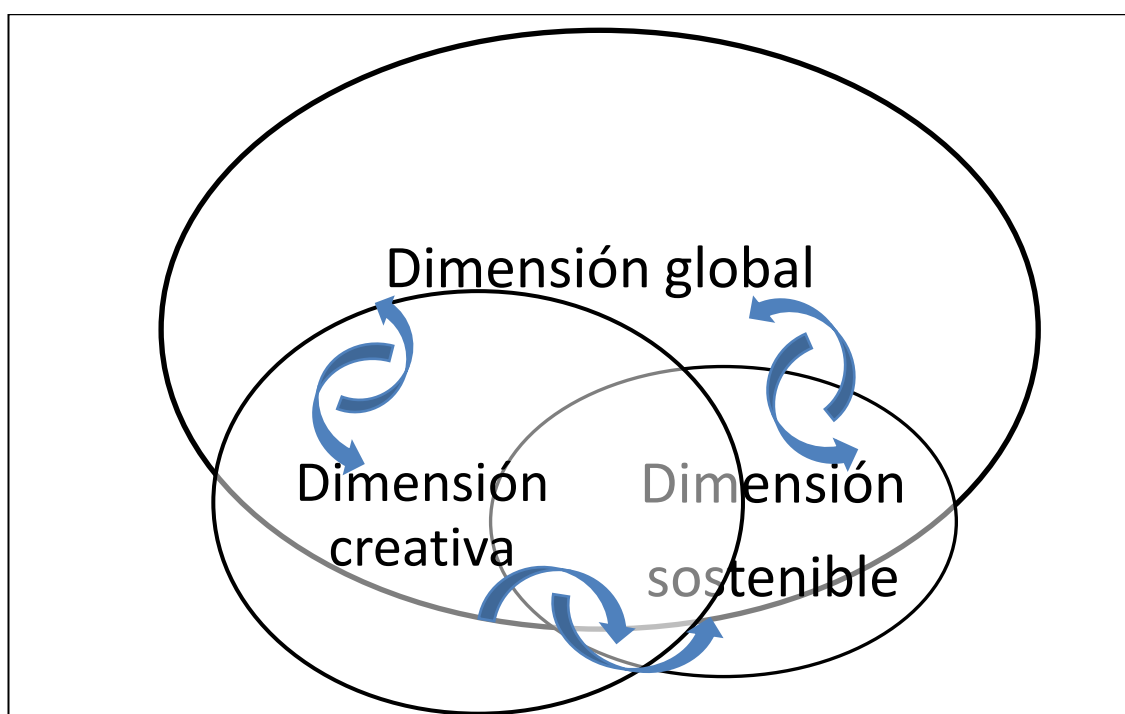 Dimensión global
Dimensión
creativa
Dimensión
sostenible